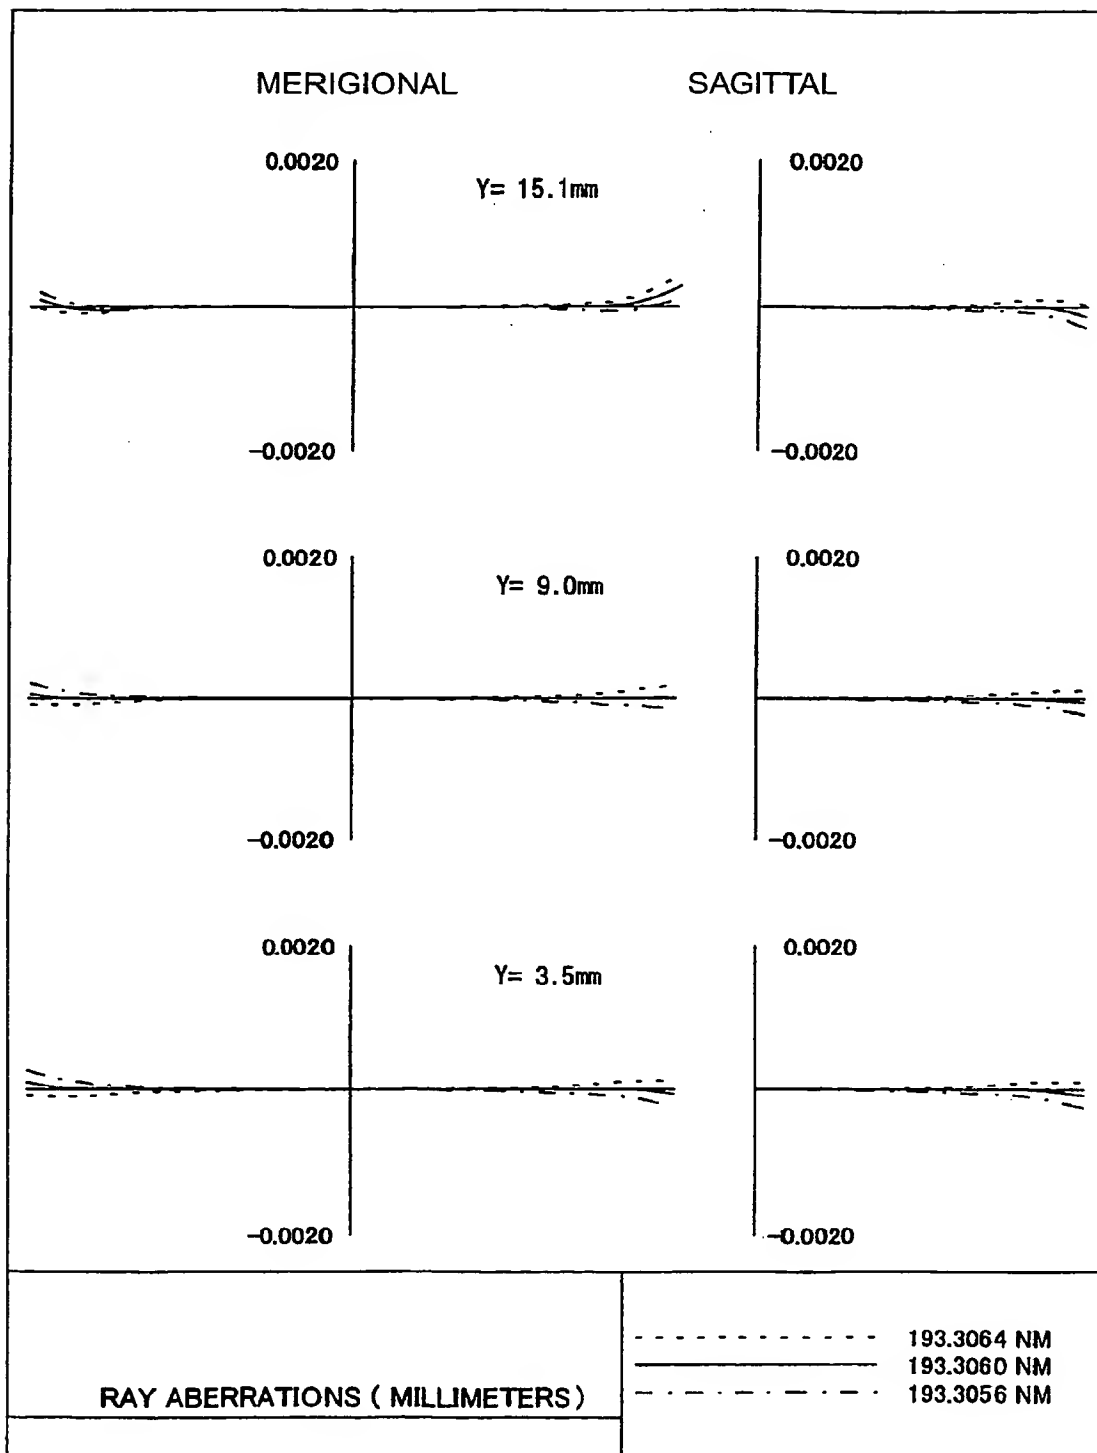 MERIGIONAL SAGITTAL
0.0020 0.0020
Y= 15.1mm
-0.0020 -0.0020
0.0020 0.0020
Y= 9.0mm
-0.0020 -0.0020
0.0020 0.0020
Y= 3.5mm
-0.0020 -0.0020
193.3064 NM
193.3060 NM
193.3056 NM
RAY ABERRATIONS ( MILLIMETERS )